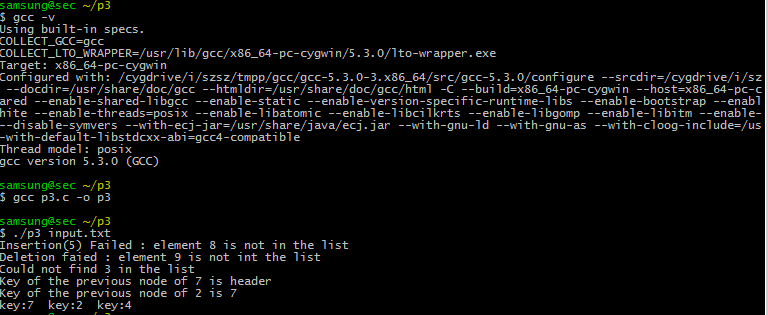 samsung@sec ~/p3
$ gcc -v
Using built-in specs.
COLLECT_GCC=gcc
COLLECT_LTO_WRAPPER=/usr/lib/gcc/x86_64-pc-cygwin/5.3.0/lto-wrapper.exe
Target: x86_64-pc-cygwin
Configured with: /cygdrive/i/szsz/tmpp/gcc/gcc-5.3.0-3.x86_64/src/gcc-5.3.0/configure --srcdir=/cygdrive/i/sz
 --docdir=/usr/share/doc/gcc --htmldir=/usr/share/doc/gcc/html -C --build=x86_64-pc-cygwin --host=x86_64-pc-c
ared --enable-shared-libgcc --enable-static --enable-version-specific-runtime-libs --enable-bootstrap --enabl
hite --enable-threads=posix --enable-libatomic --enable-libcilkrts --enable-libgomp --enable-libitm --enable-
--disable-symvers --with-ecj-jar=/usr/share/java/ecj.jar --with-gnu-ld --with-gnu-as --with-cloog-include=/us
-with-default-libstdcxx-abi=gcc4-compatible
Thread model: posix
gcc version 5.3.0 (GCC)
samsung@sec ~/p3
$ gcc p3.c -o p3
samsung@sec ~/p3
$ ./p3 input.txt
Insertion(5) Failed : element 8 is not in the list
Deletion faied : element 9 is not int the list
Could not find 3 in the list
Key of the previous node of 7 is header
Key of the previous node of 2 is 7
key:7  key:2  key:4